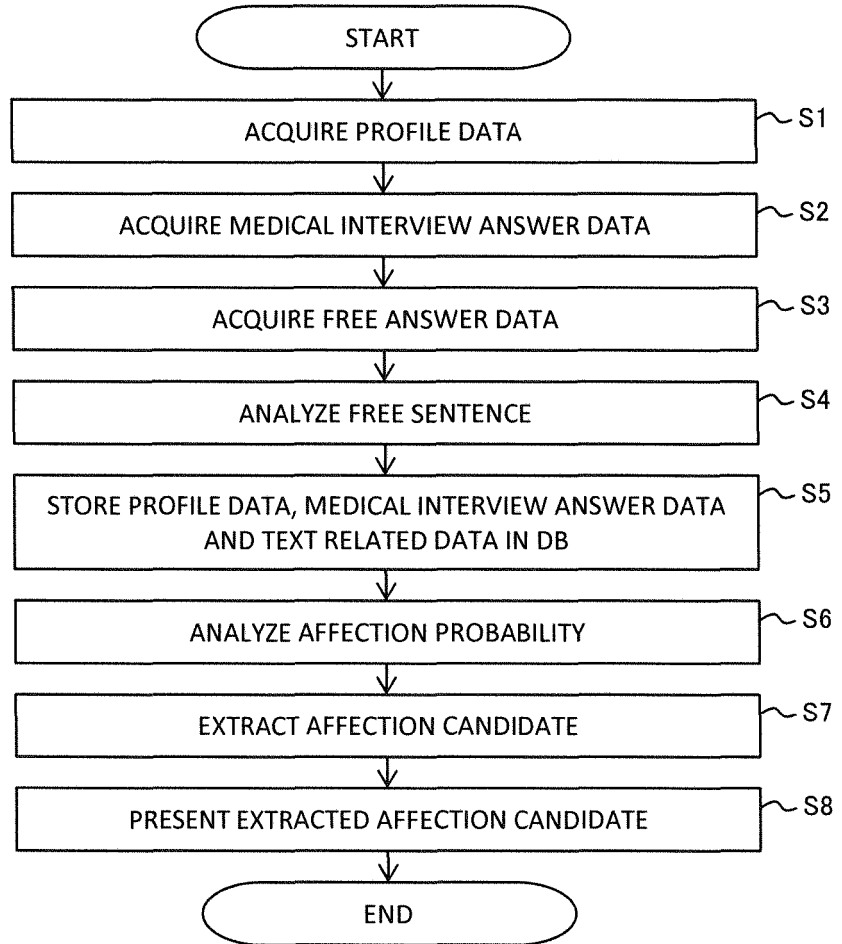 START
ACQUIRE PROFILE DATA
S1
ACQUIRE MEDICAL INTERVIEW ANSWER DATA
S2
ACQUIRE FREE ANSWER DATA
S3
ANALYZE FREE SENTENCE
S4
STORE PROFILE DATA, MEDICAL INTERVIEW ANSWER DATA
AND TEXT RELATED DATA IN DB
S5
ANALYZE AFFECTION PROBABILITY
S6
EXTRACT AFFECTION CANDIDATE
S7
PRESENT EXTRACTED AFFECTION CANDIDATE
S8
END